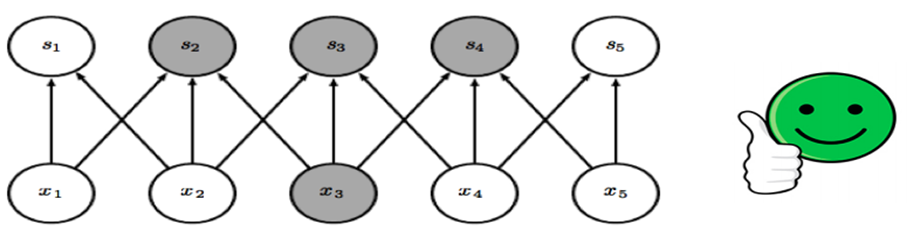 s₁ s₂ s₃ s₄ s₅
x₁ x₂ x₃ x₄ x₅